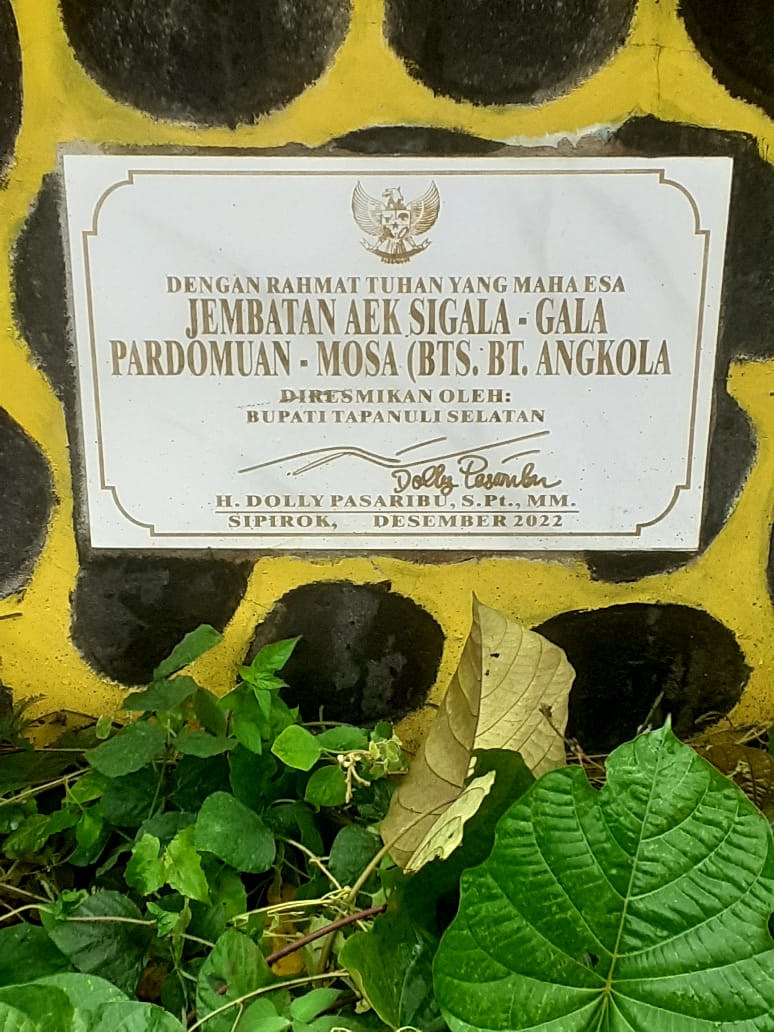 DENGAN RAHMAT TUHAN YANG MAHA ESA
JEMBATAN AEK SIGALA - GALA
PARDOMUAN - MOSA (BTS. BT. ANGKOLA
DIRESMIKAN OLEH:
BUPATI TAPANULI SELATAN
Dolly Pasaribu
H. DOLLY PASARIBU, S.Pt., MM.
SIPIROK, DESEMBER 2022